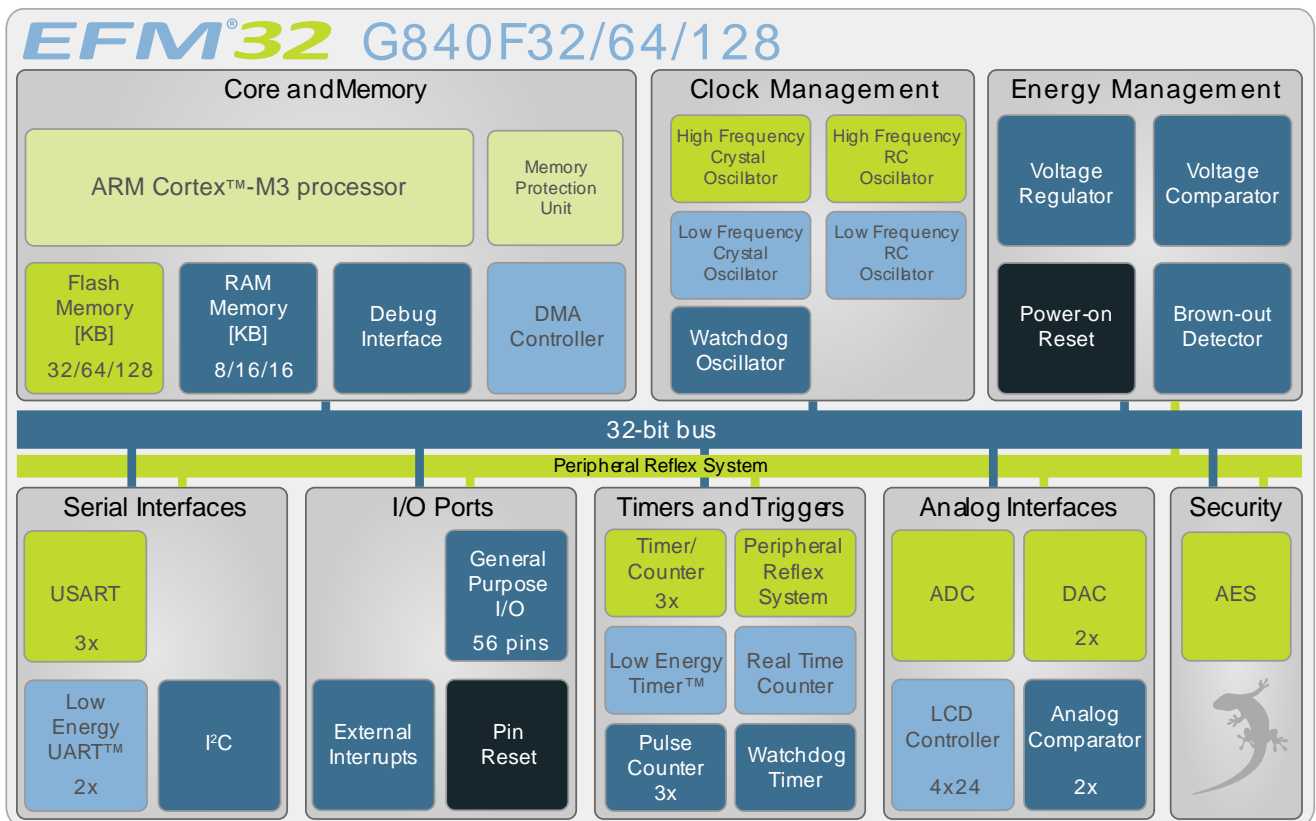 EFM®32 G840F32/64/128
Core and Memory
Clock Management
Energy Management
ARM Cortex™-M3 processor
Memory
Protection
Unit
Flash
Memory
[KB]
32/64/128
RAM
Memory
[KB]
8/16/16
Debug
Interface
DMA
Controller
High Frequency
Crystal
Oscillator
High Frequency
RC
Oscillator
Low Frequency
Crystal
Oscillator
Low Frequency
RC
Oscillator
Watchdog
Oscillator
Voltage
Regulator
Voltage
Comparator
Power-on
Reset
Brown-out
Detector
32-bit bus
Peripheral Reflex System
Serial Interfaces
I/O Ports
Timers and Triggers
Analog Interfaces
Security
USART
3x
Low
Energy
UART™
2x
I²C
General
Purpose
I/O
56 pins
External
Interrupts
Pin
Reset
Timer/
Counter
3x
Peripheral
Reflex
System
Low Energy
Timer™
Real Time
Counter
Pulse
Counter
3x
Watchdog
Timer
ADC
DAC
2x
LCD
Controller
4x24
Analog
Comparator
2x
AES